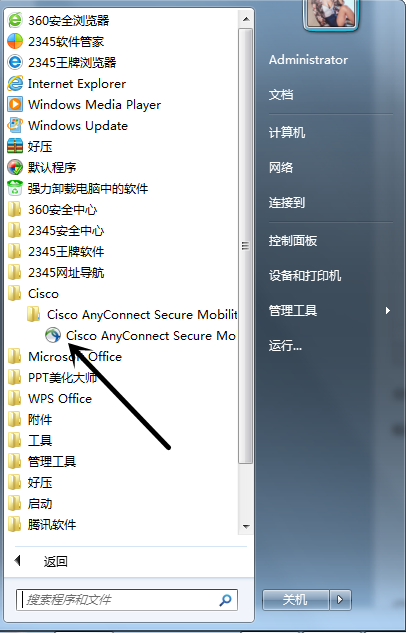 360安全浏览器
2345软件管家
2345王牌浏览器
Internet Explorer
Windows Media Player
Windows Update
好压
默认程序
强力卸载电脑中的软件
360安全中心
2345安全中心
2345王牌软件
2345网址导航
Cisco
Cisco AnyConnect Secure Mobilit
Cisco AnyConnect Secure Mo
Microsoft Office
PPT美化大师
WPS Office
附件
工具
管理工具
好压
启动
腾讯软件
返回
搜索程序和文件
Administrator
文档
计算机
网络
连接到
控制面板
设备和打印机
管理工具
运行...
关机